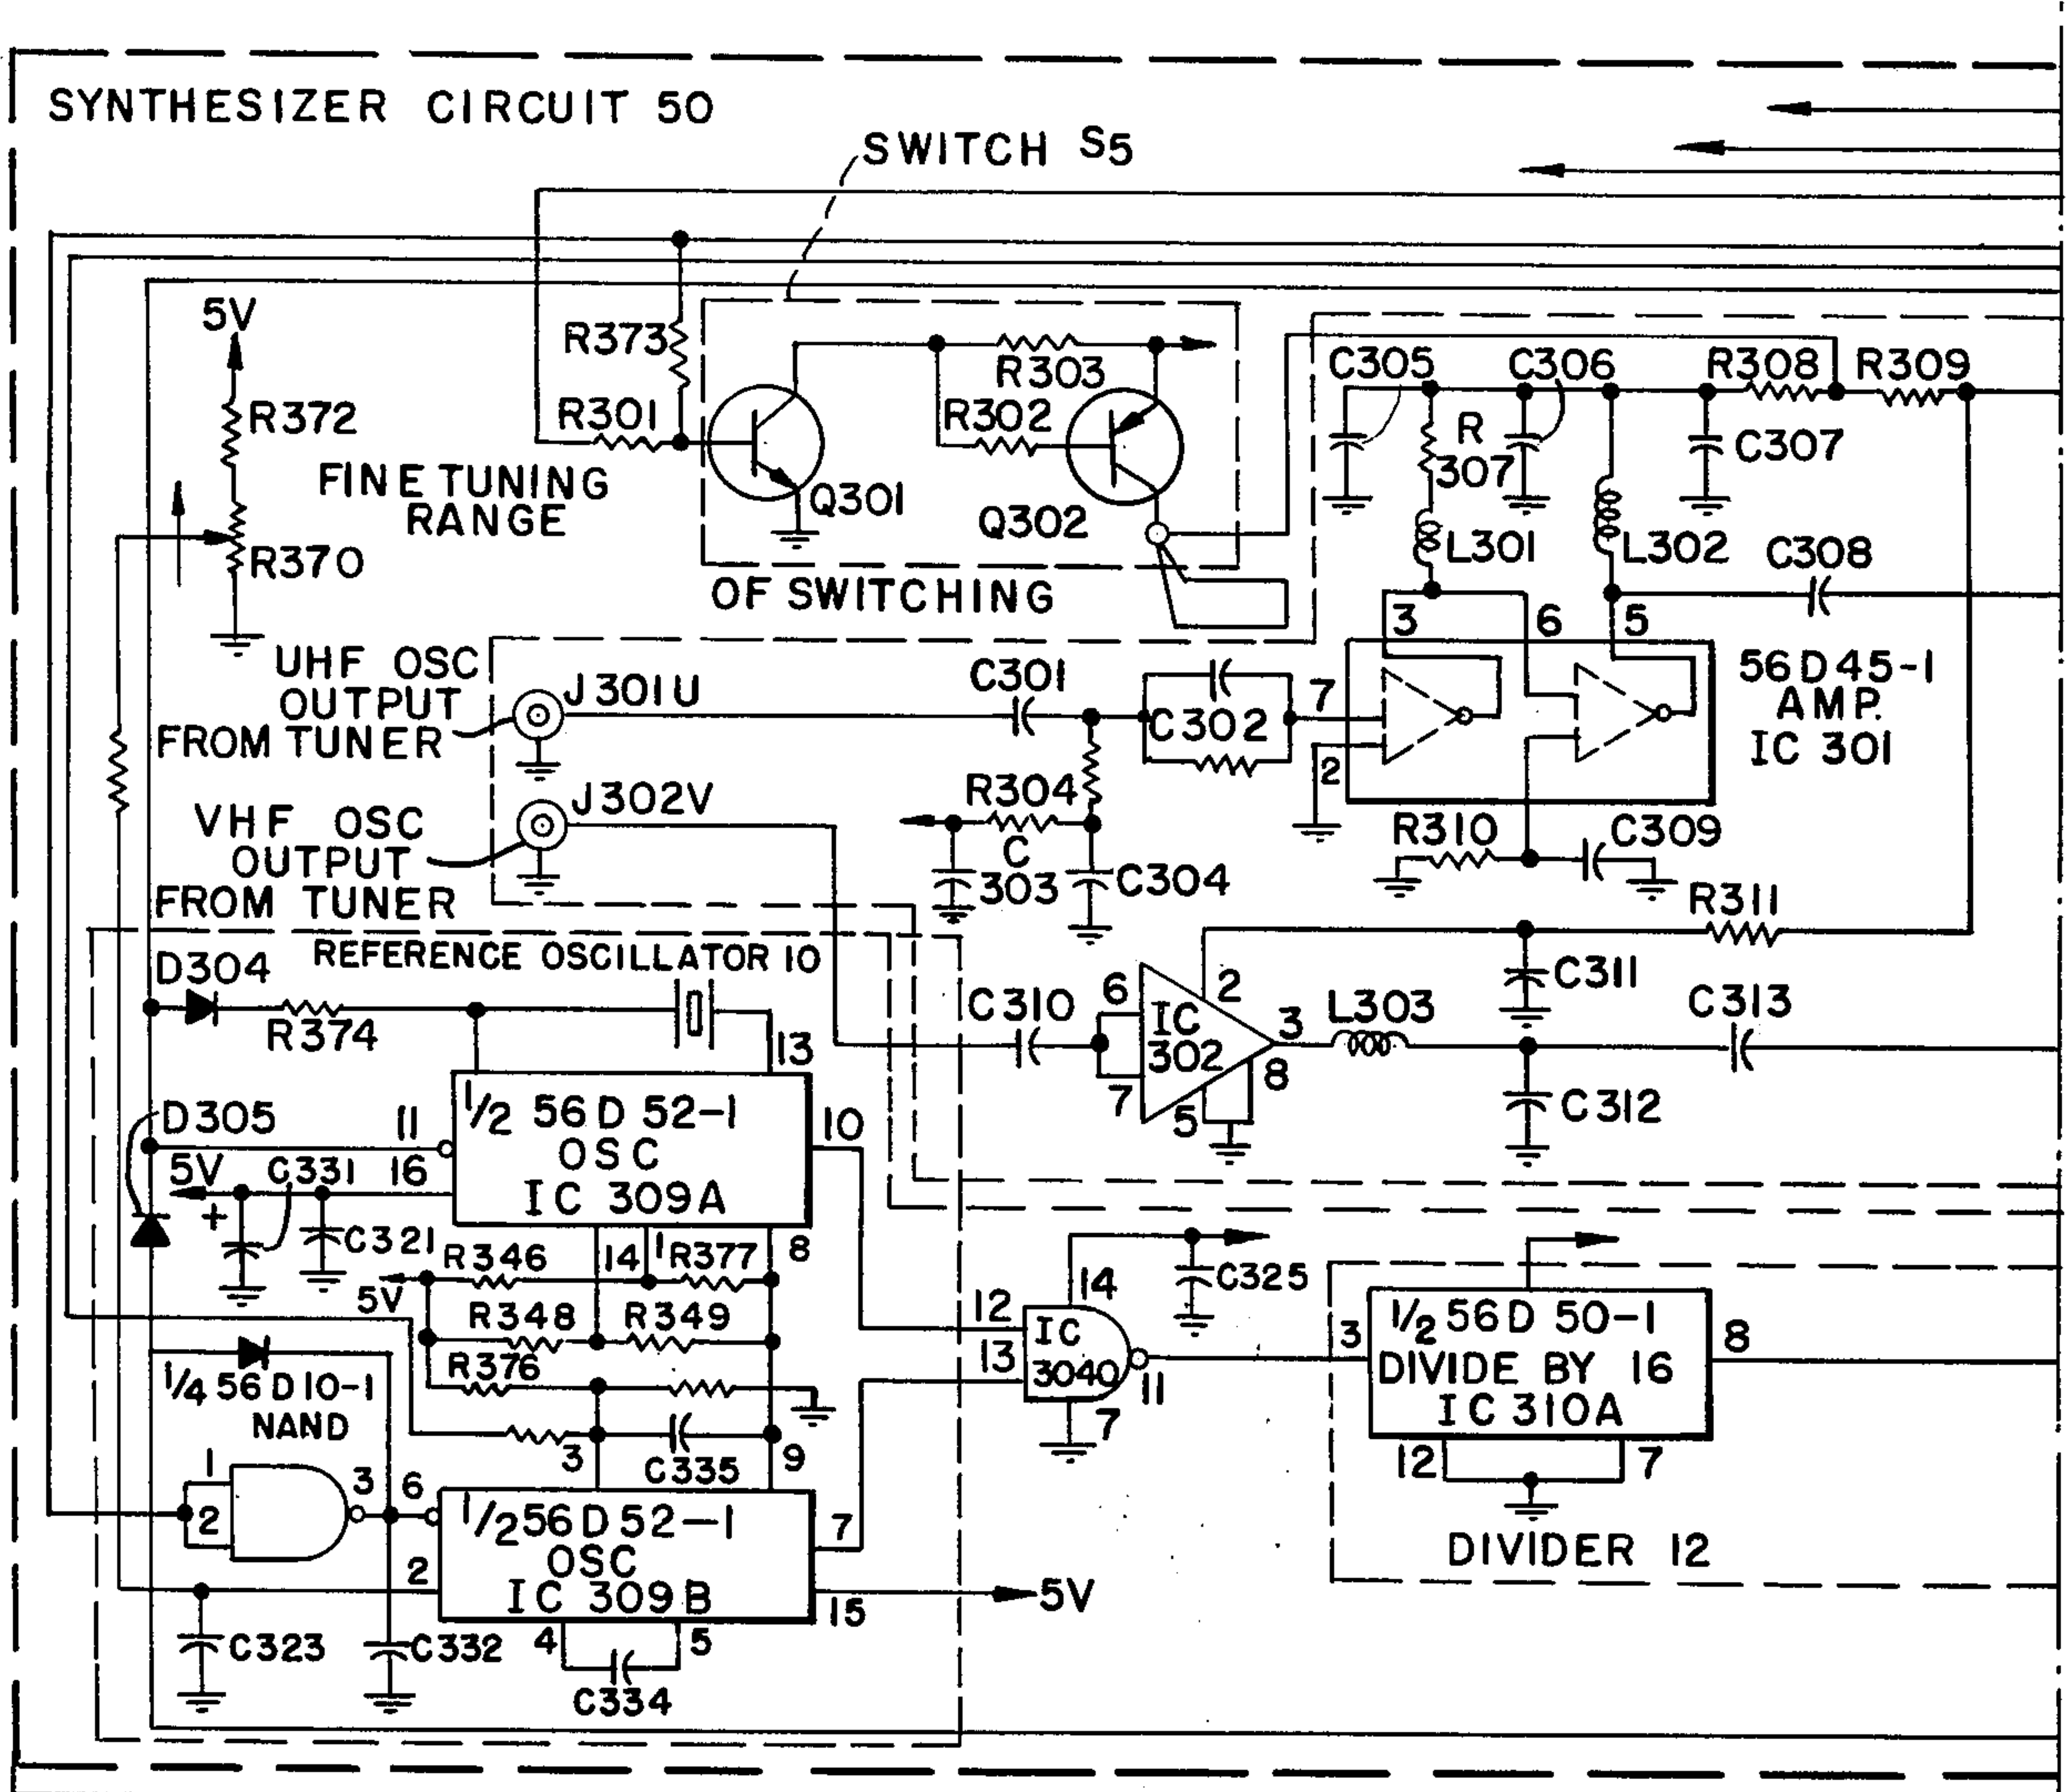 SYNTHESIZER CIRCUIT 50
SWITCH S5
5V
R372
R370
FINE TUNING
RANGE
R373
R301
Q301
R303
R302
Q302
OF SWITCHING
C305
C306
R308
R309
R
307
C307
L301
L302
C308
3
6
5
56D45-1
AMP.
IC 301
UHF OSC
OUTPUT
FROM TUNER
J301U
C301
C302
7
2
VHF OSC
OUTPUT
FROM TUNER
J302V
R304
C
303
C304
R310
C309
R311
REFERENCE OSCILLATOR 10
D304
R374
13
C310
6
7
IC
302
2
3
5
8
L303
C311
C313
C312
D305
11
16
5V
C331
+
C321
1/2 56D 52-1
OSC
IC 309A
10
R346
14
1
R377
8
5V
R348
R349
R376
1/4 56D10-1
NAND
3
C335
9
1
2
3
6
1/2 56D 52-1
OSC
IC 309B
7
2
15
5V
4
5
C334
C323
C332
12
13
IC
3040
14
11
7
C325
3
1/2 56D 50-1
DIVIDE BY 16
IC 310A
8
12
7
DIVIDER 12